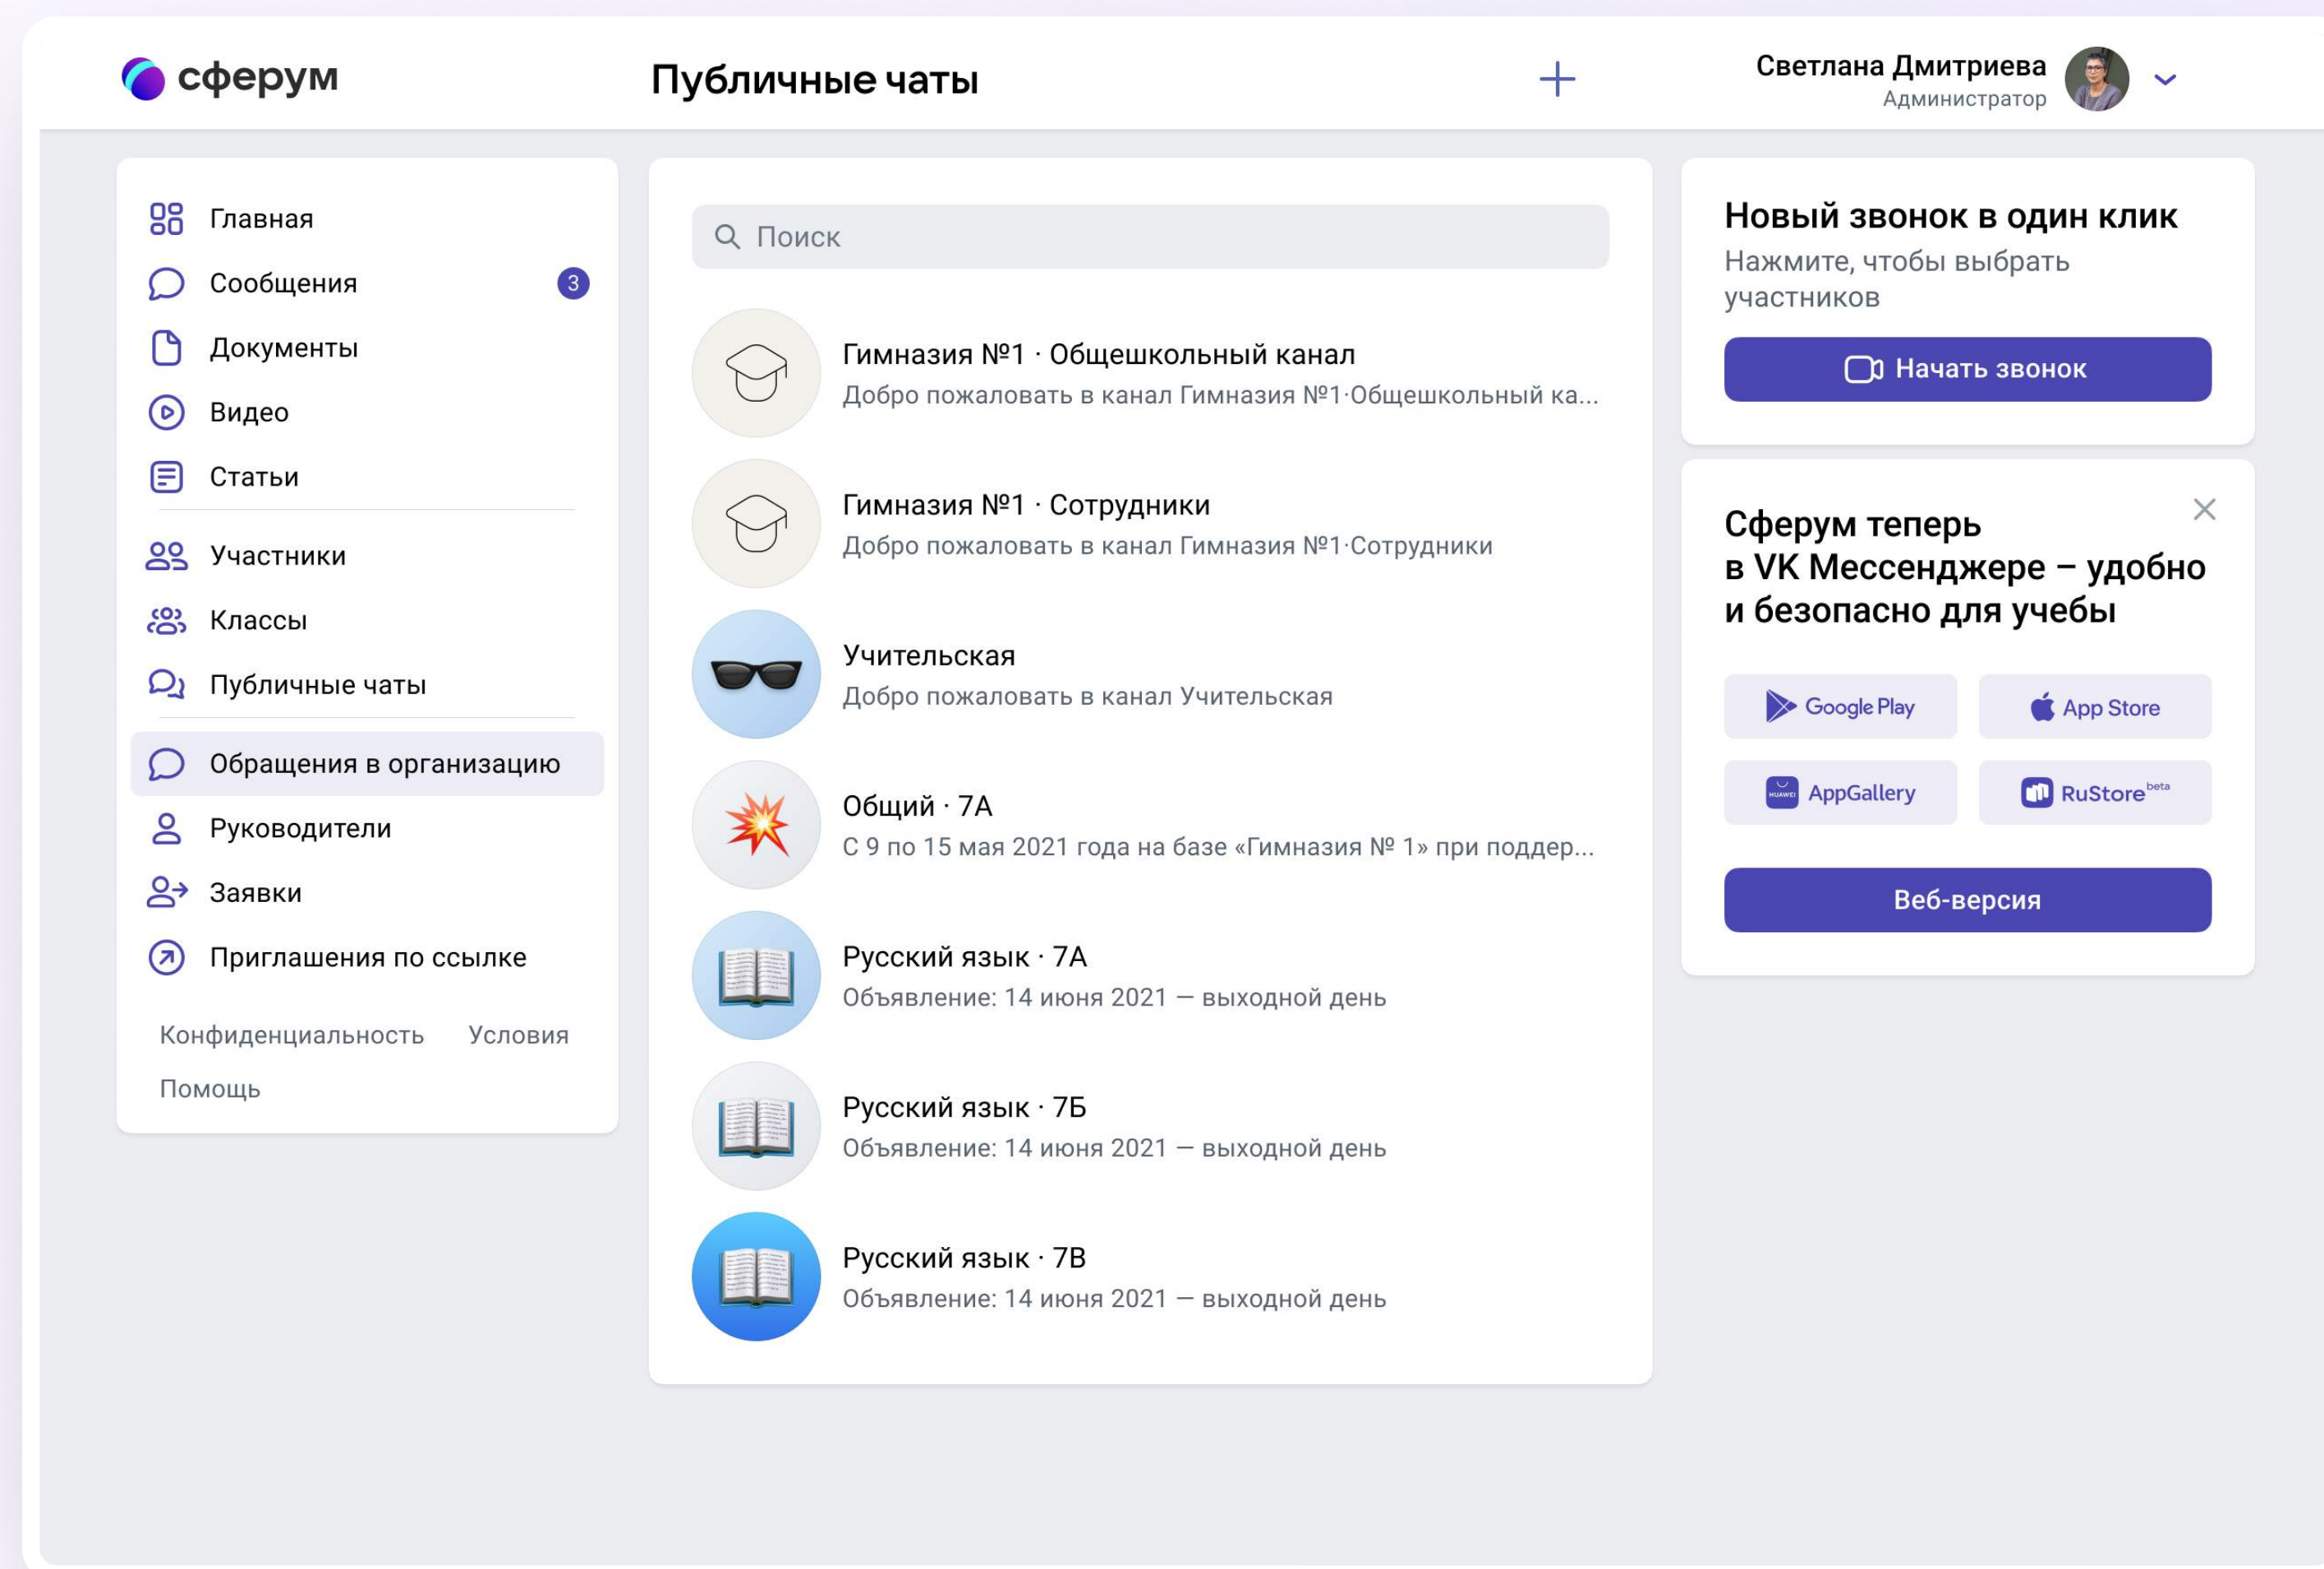 сферум
Публичные чаты
Светлана Дмитриева
Администратор
Главная
Сообщения
3
Документы
Видео
Статьи
Участники
Классы
Публичные чаты
Обращения в организацию
Руководители
Заявки
Приглашения по ссылке
Конфиденциальность Условия
Помощь
Поиск
Гимназия №1 · Общешкольный канал
Добро пожаловать в канал Гимназия №1·Общешкольный ка...
Гимназия №1 · Сотрудники
Добро пожаловать в канал Гимназия №1·Сотрудники
Учительская
Добро пожаловать в канал Учительская
Общий · 7А
С 9 по 15 мая 2021 года на базе «Гимназия № 1» при поддер...
Русский язык · 7А
Объявление: 14 июня 2021 — выходной день
Русский язык · 7Б
Объявление: 14 июня 2021 — выходной день
Русский язык · 7В
Объявление: 14 июня 2021 — выходной день
Новый звонок в один клик
Нажмите, чтобы выбрать
участников
Начать звонок
Сферум теперь
в VK Мессенджере – удобно
и безопасно для учебы
Google Play
App Store
HUAWEI AppGallery
RuStore beta
Веб-версия